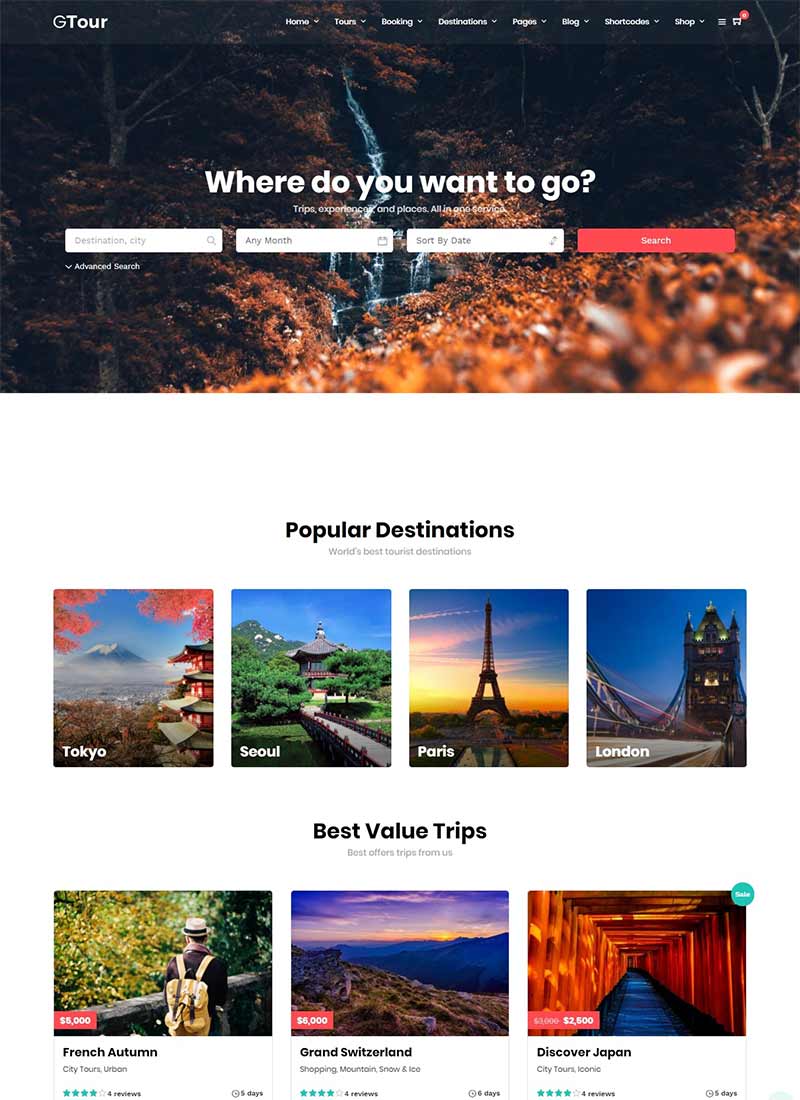 GTour
Home Tours Booking Destinations Pages Blog Shortcodes Shop 0
Where do you want to go?
Trips, experiences, and places. All in one service.
Destination, city Any Month Sort By Date Search
Advanced Search
Popular Destinations
World's best tourist destinations
Tokyo Seoul Paris London
Best Value Trips
Best offers trips from us
Sale
$5,000 $6,000 $3,000 $2,500
French Autumn Grand Switzerland Discover Japan
City Tours, Urban Shopping, Mountain, Snow & Ice City Tours, Iconic
4 reviews 5 days 4 reviews 6 days 4 reviews 5 days